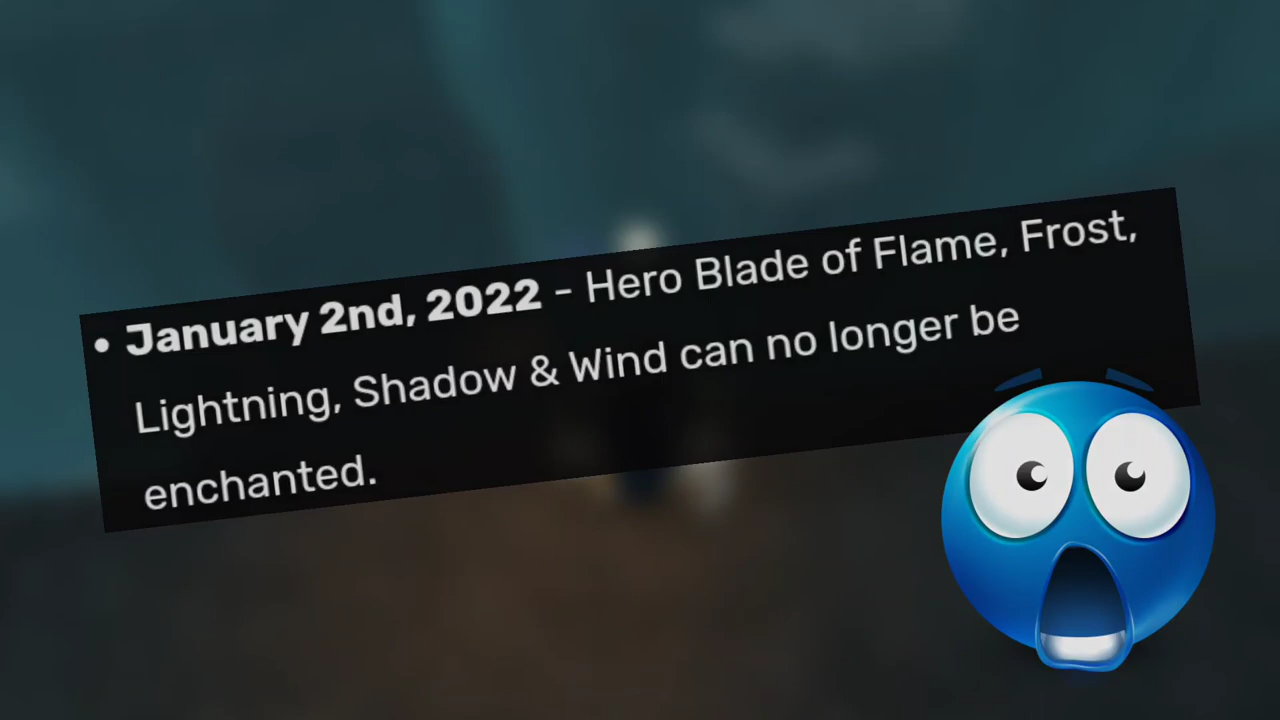 • January 2nd, 2022 - Hero Blade of Flame, Frost,
Lightning, Shadow & Wind can no longer be
enchanted.